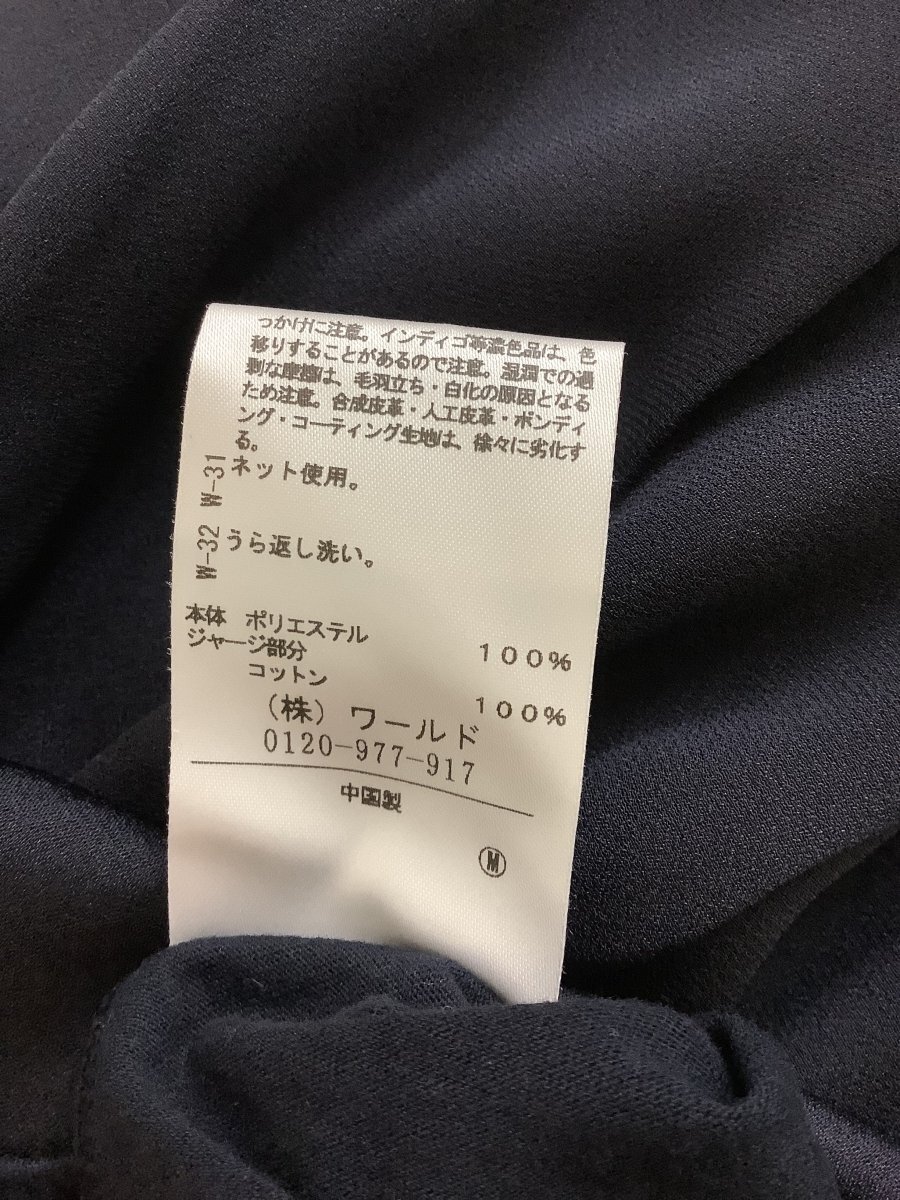 っかけに注意。インディゴ等濃色品は、色
移りすることがあるので注意。湿潤での過
剰な摩擦は、毛羽立ち・白化の原因となる
ため注意。合成皮革・人工皮革・ボンディ
ング・コーティング生地は、徐々に劣化す
る。
W-31 ネット使用。
W-32 うら返し洗い。
本体 ポリエステル 100%
ジャージ部分
コットン 100%
(株) ワールド
0120-977-917
中国製
M